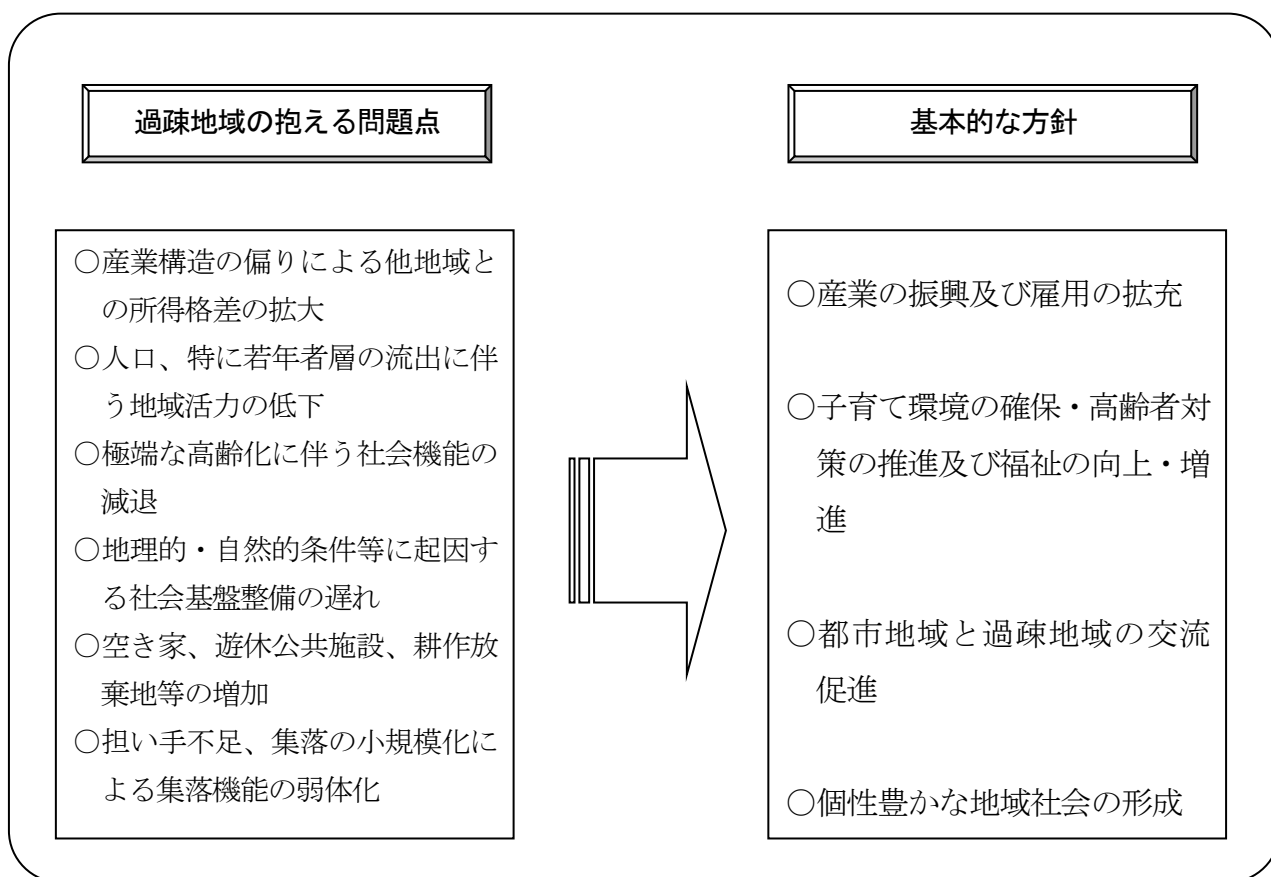 過疎地域の抱える問題点
○産業構造の偏りによる他地域と
の所得格差の拡大
○人口、特に若年者層の流出に伴
う地域活力の低下
○極端な高齢化に伴う社会機能の
減退
○地理的・自然的条件等に起因す
る社会基盤整備の遅れ
○空き家、遊休公共施設、耕作放
棄地等の増加
○担い手不足、集落の小規模化に
よる集落機能の弱体化
基本的な方針
○産業の振興及び雇用の拡充
○子育て環境の確保・高齢者対
策の推進及び福祉の向上・増
進
○都市地域と過疎地域の交流
促進
○個性豊かな地域社会の形成